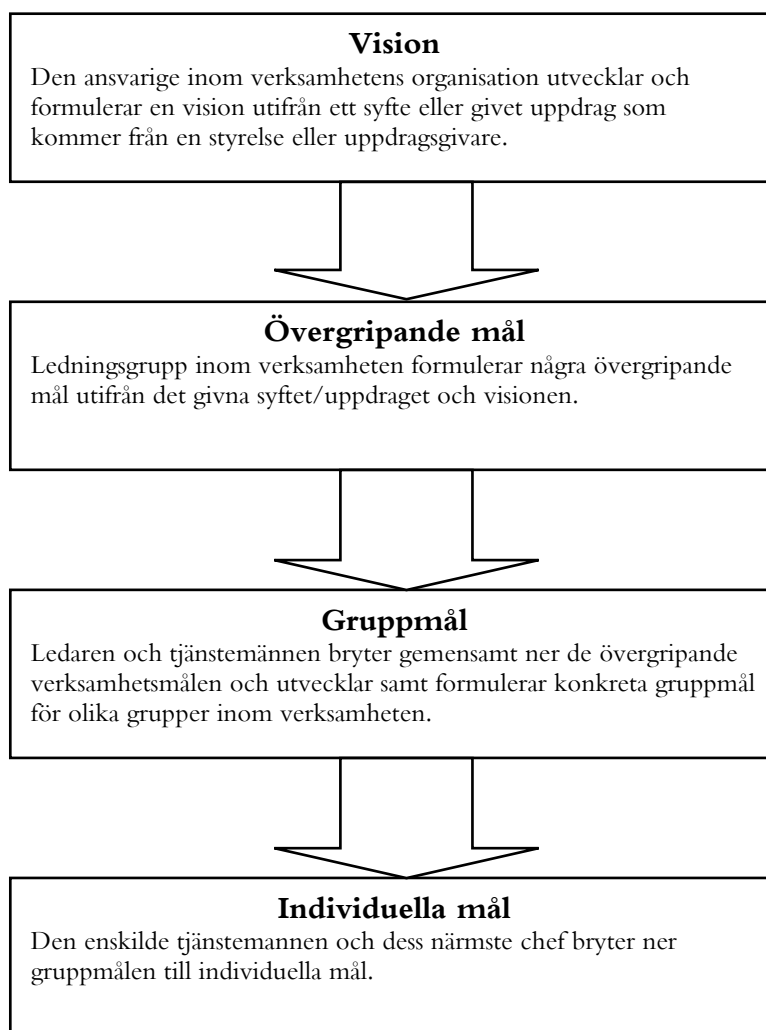 Vision
Den ansvarige inom verksamhetens organisation utvecklar och
formulerar en vision utifrån ett syfte eller givet uppdrag som
kommer från en styrelse eller uppdragsgivare.
Övergripande mål
Ledningsgrupp inom verksamheten formulerar några övergripande
mål utifrån det givna syftet/uppdraget och visionen.
Gruppmål
Ledaren och tjänstemännen bryter gemensamt ner de övergripande
verksamhetsmålen och utvecklar samt formulerar konkreta gruppmål
för olika grupper inom verksamheten.
Individuella mål
Den enskilde tjänstemannen och dess närmste chef bryter ner
gruppmålen till individuella mål.